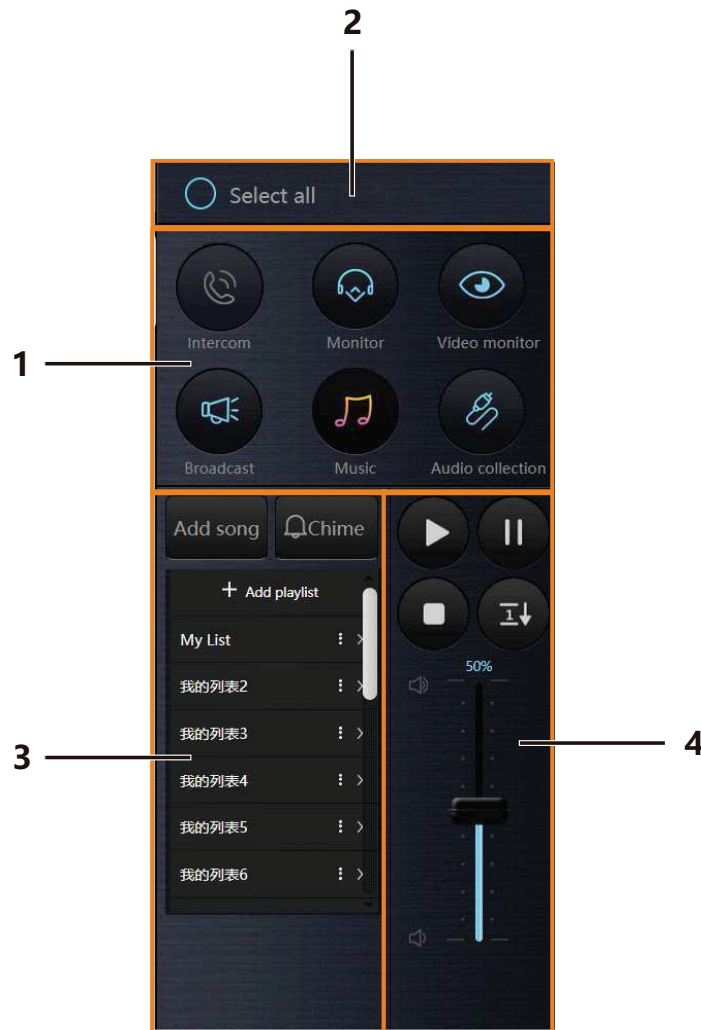 2
Select all
1
Intercom Monitor Video monitor
Broadcast Music Audio collection
Add song Chime
+ Add playlist
My List
我的列表2
我的列表3
我的列表4
我的列表5
我的列表6
3
1
50%
4